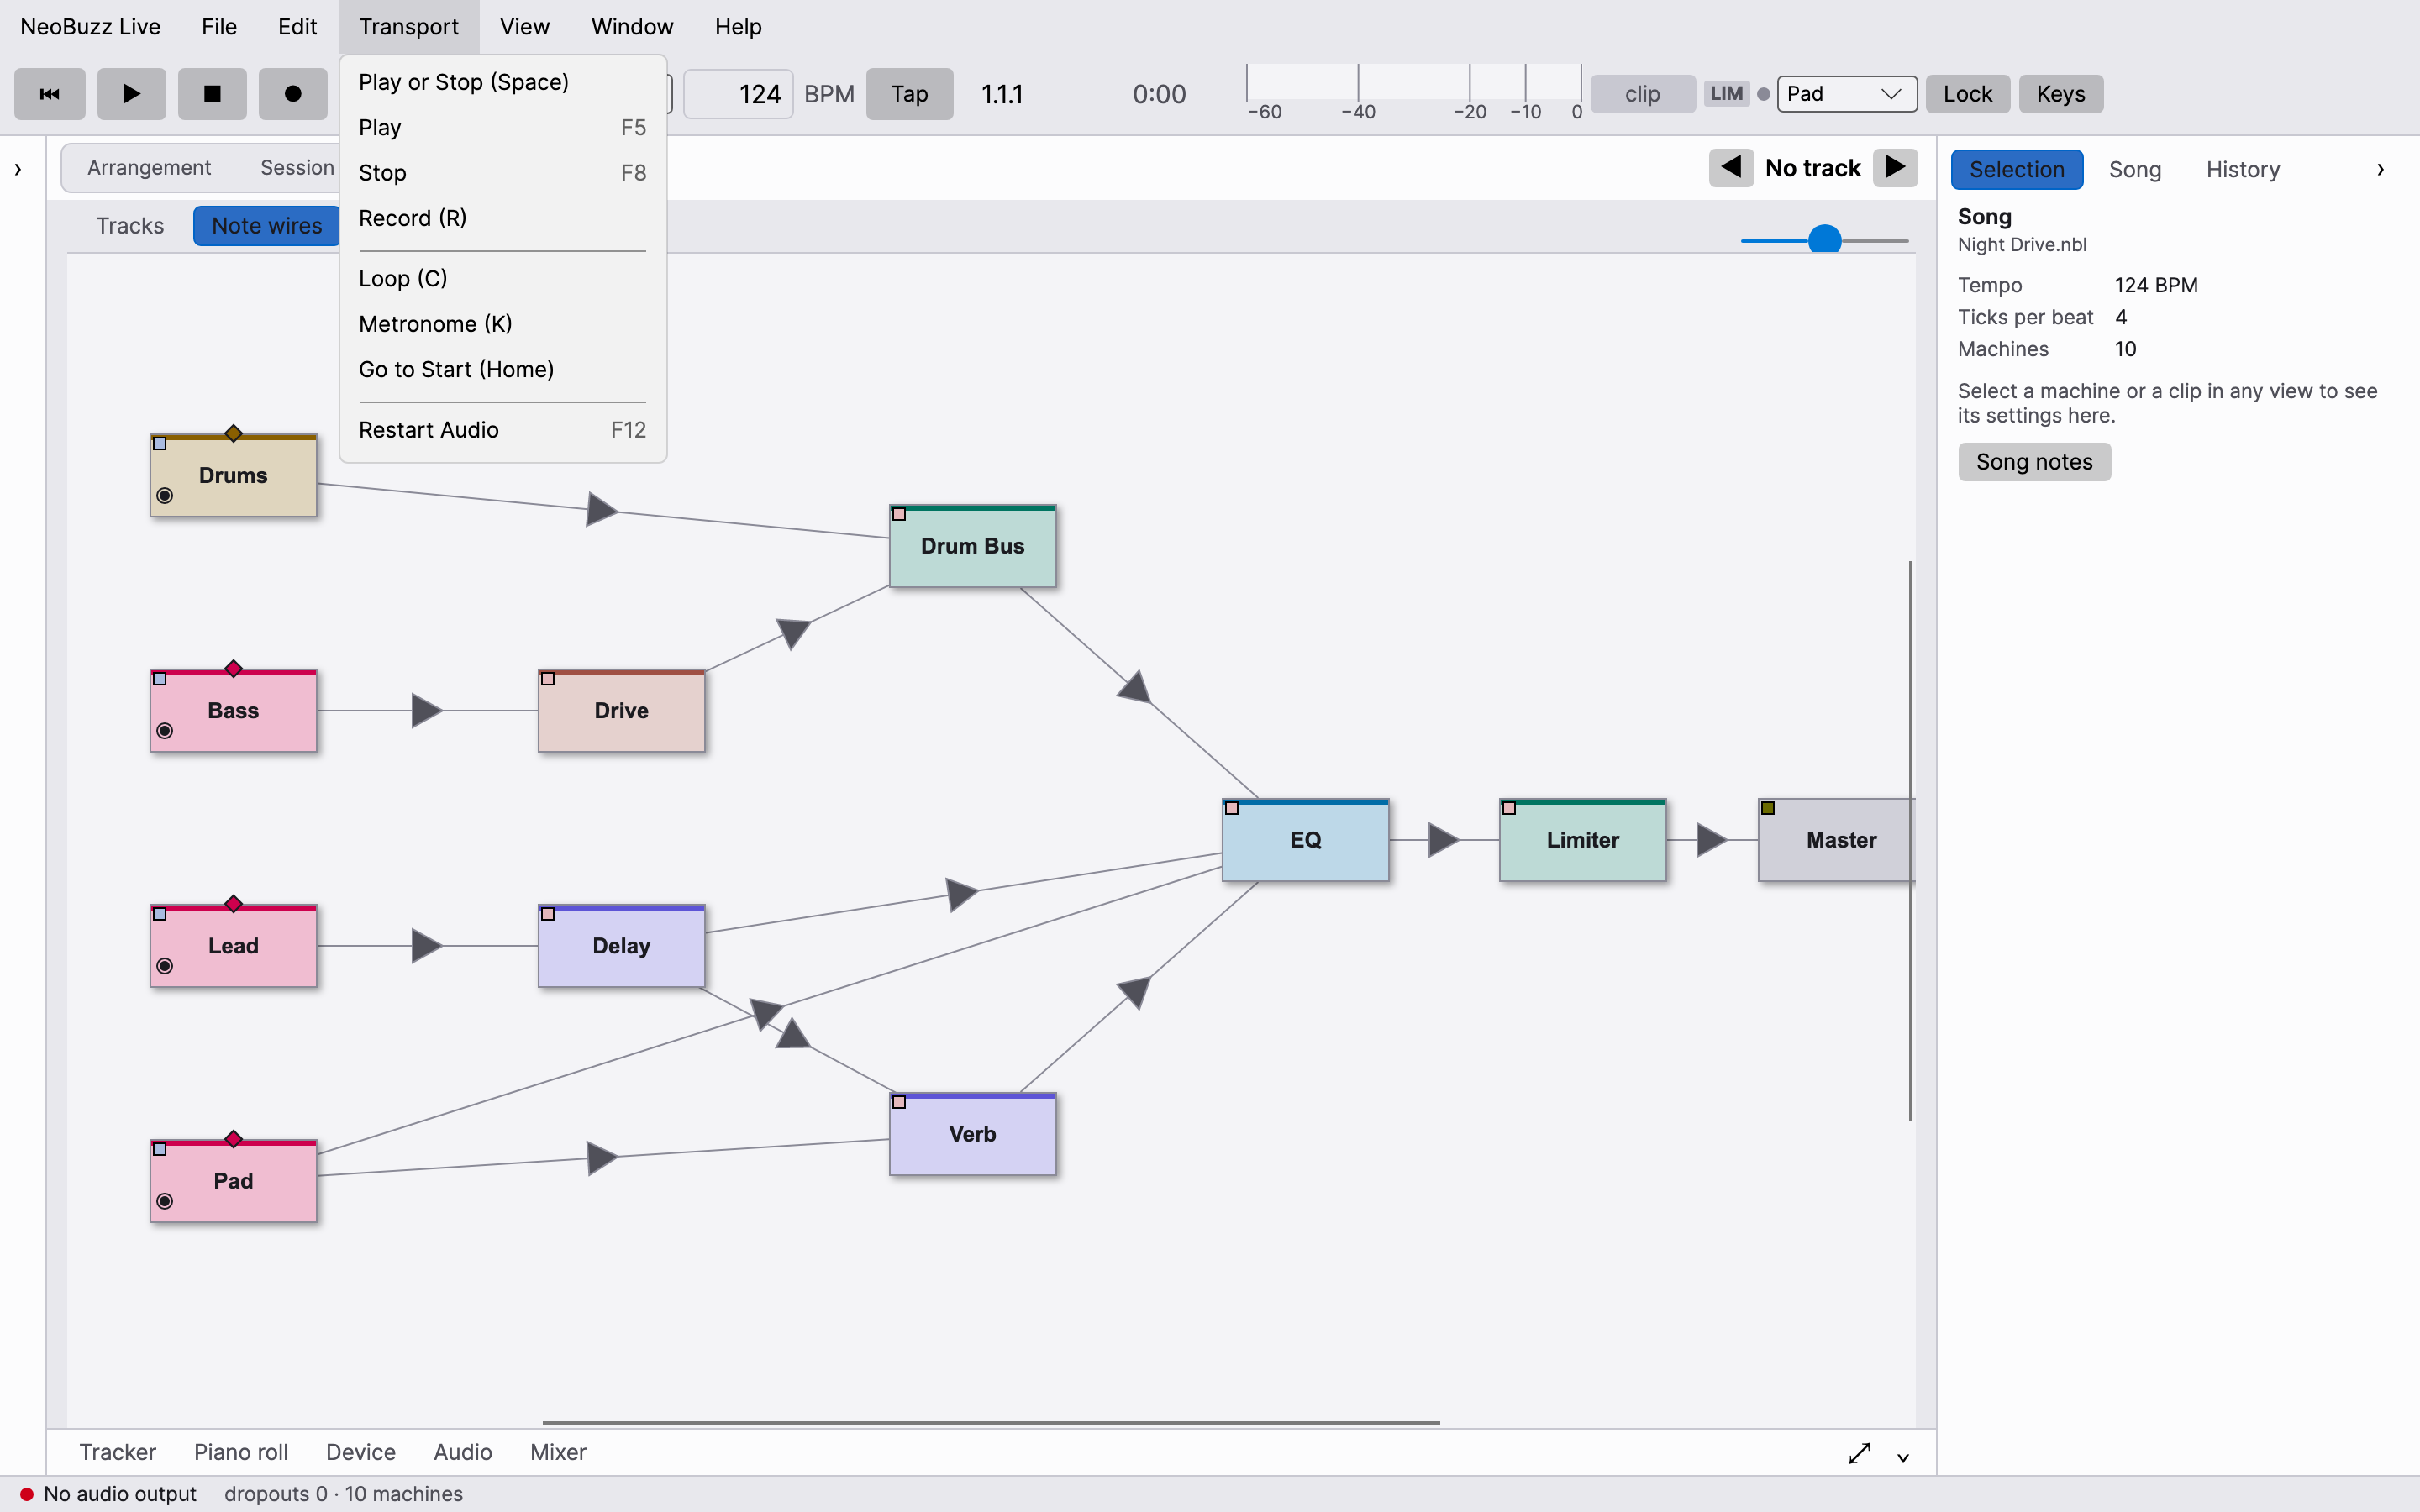 NeoBuzz Live File Edit Transport View Window Help
124 BPM Tap 1.1.1 0:00 −60 −40 −20 −10 0 clip LIM Pad Lock Keys
Play or Stop (Space)
Play F5
Stop F8
Record (R)
Loop (C)
Metronome (K)
Go to Start (Home)
Restart Audio F12
Arrangement Session
No track
Tracks Note wires
Selection Song History
Song
Night Drive.nbl
Tempo 124 BPM
Ticks per beat 4
Machines 10
Select a machine or a clip in any view to see
its settings here.
Song notes
Drums
Drum Bus
Bass
Drive
EQ
Limiter
Master
Lead
Delay
Verb
Pad
Tracker Piano roll Device Audio Mixer
No audio output dropouts 0 · 10 machines